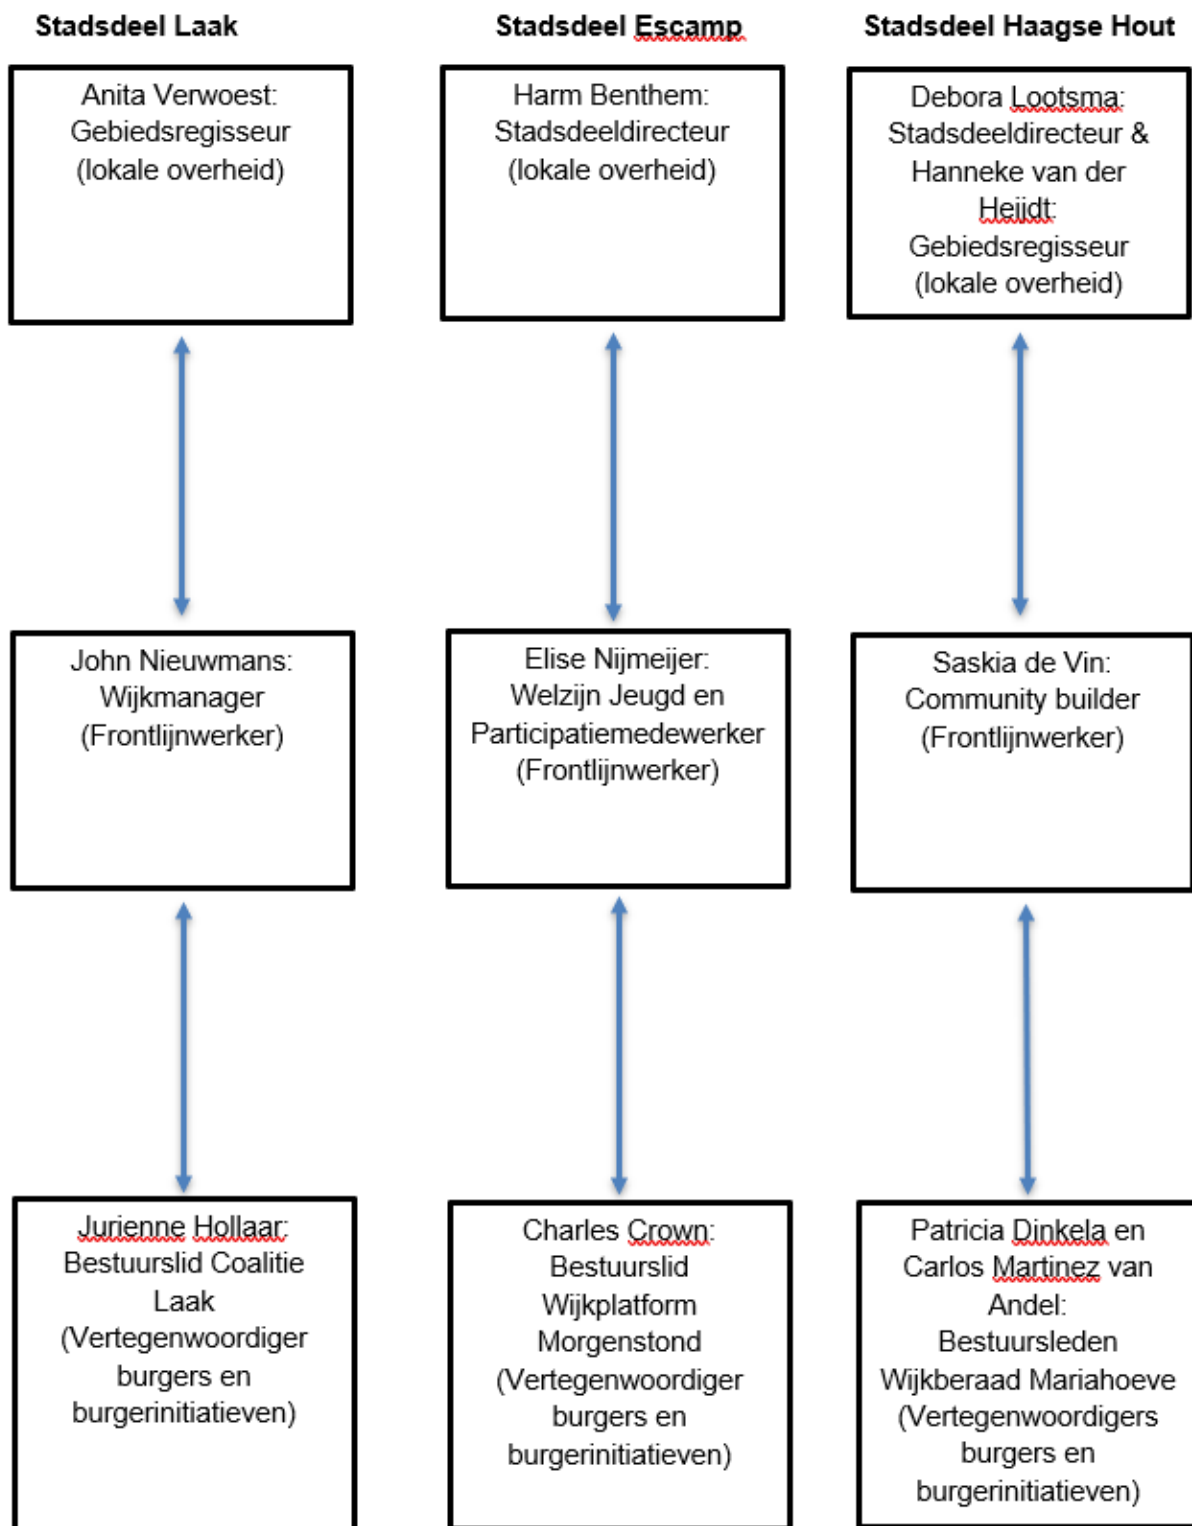 Stadsdeel Laak
Stadsdeel Escamp
Stadsdeel Haagse Hout
Anita Verwoest:
Gebiedsregisseur
(lokale overheid)
Harm Benthem:
Stadsdeeldirecteur
(lokale overheid)
Debora Lootsma:
Stadsdeeldirecteur &
Hanneke van der
Heijdt:
Gebiedsregisseur
(lokale overheid)
John Nieuwmans:
Wijkmanager
(Frontlijnwerker)
Elise Nijmeijer:
Welzijn Jeugd en
Participatiemedewerker
(Frontlijnwerker)
Saskia de Vin:
Community builder
(Frontlijnwerker)
Jurienne Hollaar:
Bestuurslid Coalitie
Laak
(Vertegenwoordiger
burgers en
burgerinitiatieven)
Charles Crown:
Bestuurslid
Wijkplatform
Morgenstond
(Vertegenwoordiger
burgers en
burgerinitiatieven)
Patricia Dinkela en
Carlos Martinez van
Andel:
Bestuursleden
Wijkberaad Mariahoeve
(Vertegenwoordigers
burgers en
burgerinitiatieven)